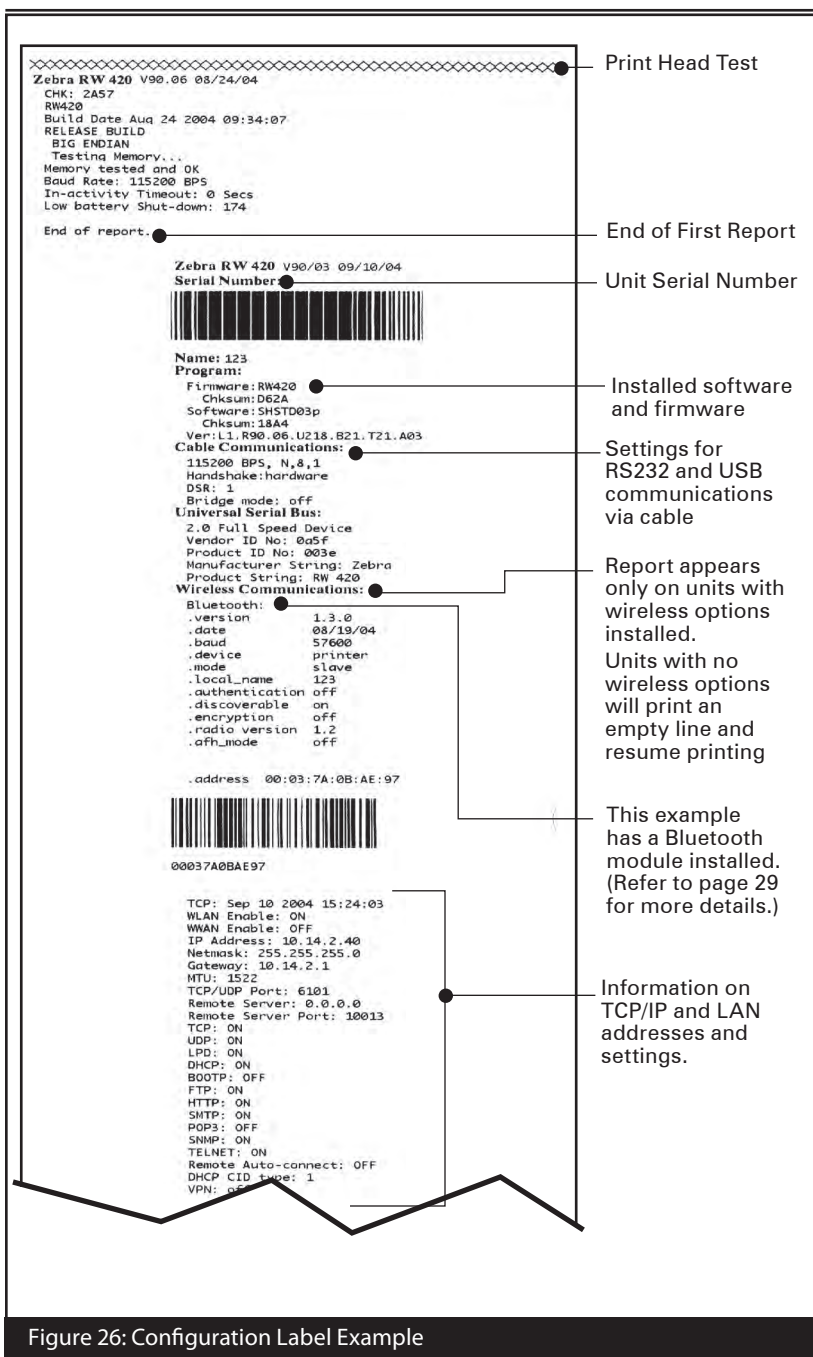 Zebra RW 420 V90.06 08/24/04
CHK: 2A57
RW420
Build Date Aug 24 2004 09:34:07
RELEASE BUILD
BIG ENDIAN
Testing Memory...
Memory tested and OK
Baud Rate: 115200 BPS
In-activity Timeout: 0 Secs
Low battery Shut-down: 174
End of report.
Zebra RW 420 V90/03 09/10/04
Serial Number:
Name: 123
Program:
Firmware:RW420
Chksum:D62A
Software:SHSTD03p
Chksum:18A4
Ver:L1.R90.06.U218.B21.T21.A03
Cable Communications:
115200 BPS, N,8,1
Handshake:hardware
DSR: 1
Bridge mode: off
Universal Serial Bus:
2.0 Full Speed Device
Vendor ID No: 0a5f
Product ID No: 003e
Manufacturer String: Zebra
Product String: RW 420
Wireless Communications:
Bluetooth:
.version 1.3.0
.date 08/19/04
.baud 57600
.device printer
.mode slave
.local_name 123
.authentication off
.discoverable on
.encryption off
.radio version 1.2
.afh_mode off
.address 00:03:7A:0B:AE:97
00037A0BAE97
TCP: Sep 10 2004 15:24:03
WLAN Enable: ON
WWAN Enable: OFF
IP Address: 10.14.2.40
Netmask: 255.255.255.0
Gateway: 10.14.2.1
MTU: 1522
TCP/UDP Port: 6101
Remote Server: 0.0.0.0
Remote Server Port: 10013
TCP: ON
UDP: ON
LPD: ON
DHCP: ON
BOOTP: OFF
FTP: ON
HTTP: ON
SMTP: ON
POP3: OFF
SNMP: ON
TELNET: ON
Remote Auto-connect: OFF
DHCP CID type: 1
VPN:
Print Head Test
End of First Report
Unit Serial Number
Installed software
and firmware
Settings for
RS232 and USB
communications
via cable
Report appears
only on units with
wireless options
installed.
Units with no
wireless options
will print an
empty line and
resume printing
This example
has a Bluetooth
module installed.
(Refer to page 29
for more details.)
Information on
TCP/IP and LAN
addresses and
settings.
Figure 26: Configuration Label Example